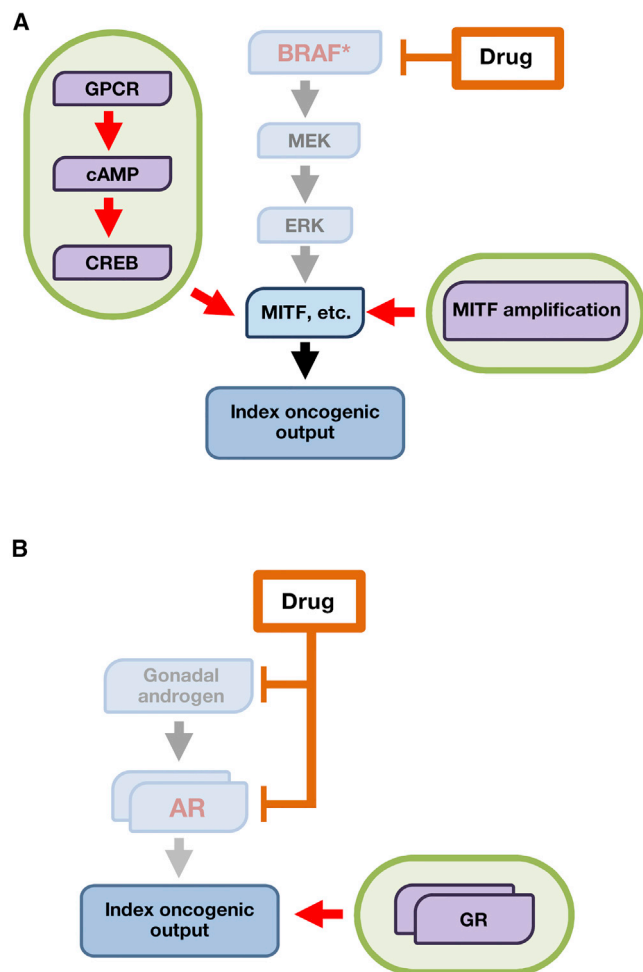 A
BRAF*
Drug
GPCR
MEK
cAMP
ERK
CREB
MITF, etc.
MITF amplification
Index oncogenic
output
B
Drug
Gonadal
androgen
AR
Index oncogenic
output
GR